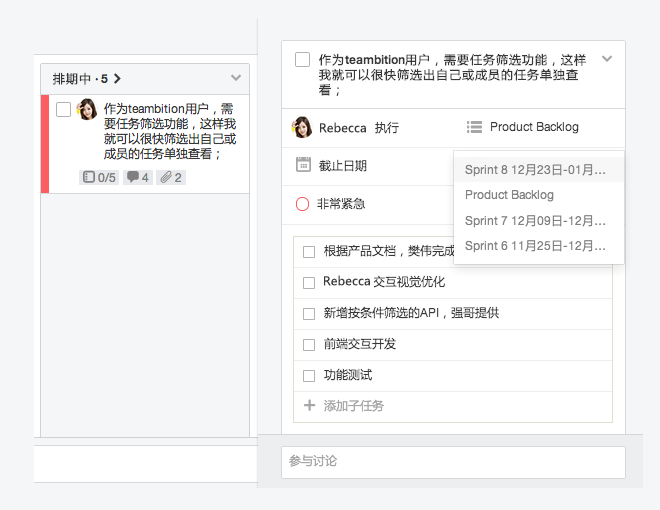 排期中 · 5
作为teambition用户，需
要任务筛选功能，这样我
就可以很快筛选出自己或
成员的任务单独查看；
0/5 4 2
作为teambition用户，需要任务筛选功能，这样
我就可以很快筛选出自己或成员的任务单独查
看；
Rebecca 执行
Product Backlog
截止日期
非常紧急
Sprint 8 12月23日-01月...
Product Backlog
Sprint 7 12月09日-12月...
Sprint 6 11月25日-12月...
根据产品文档，樊伟完成
Rebecca 交互视觉优化
新增按条件筛选的API，强哥提供
前端交互开发
功能测试
添加子任务
参与讨论